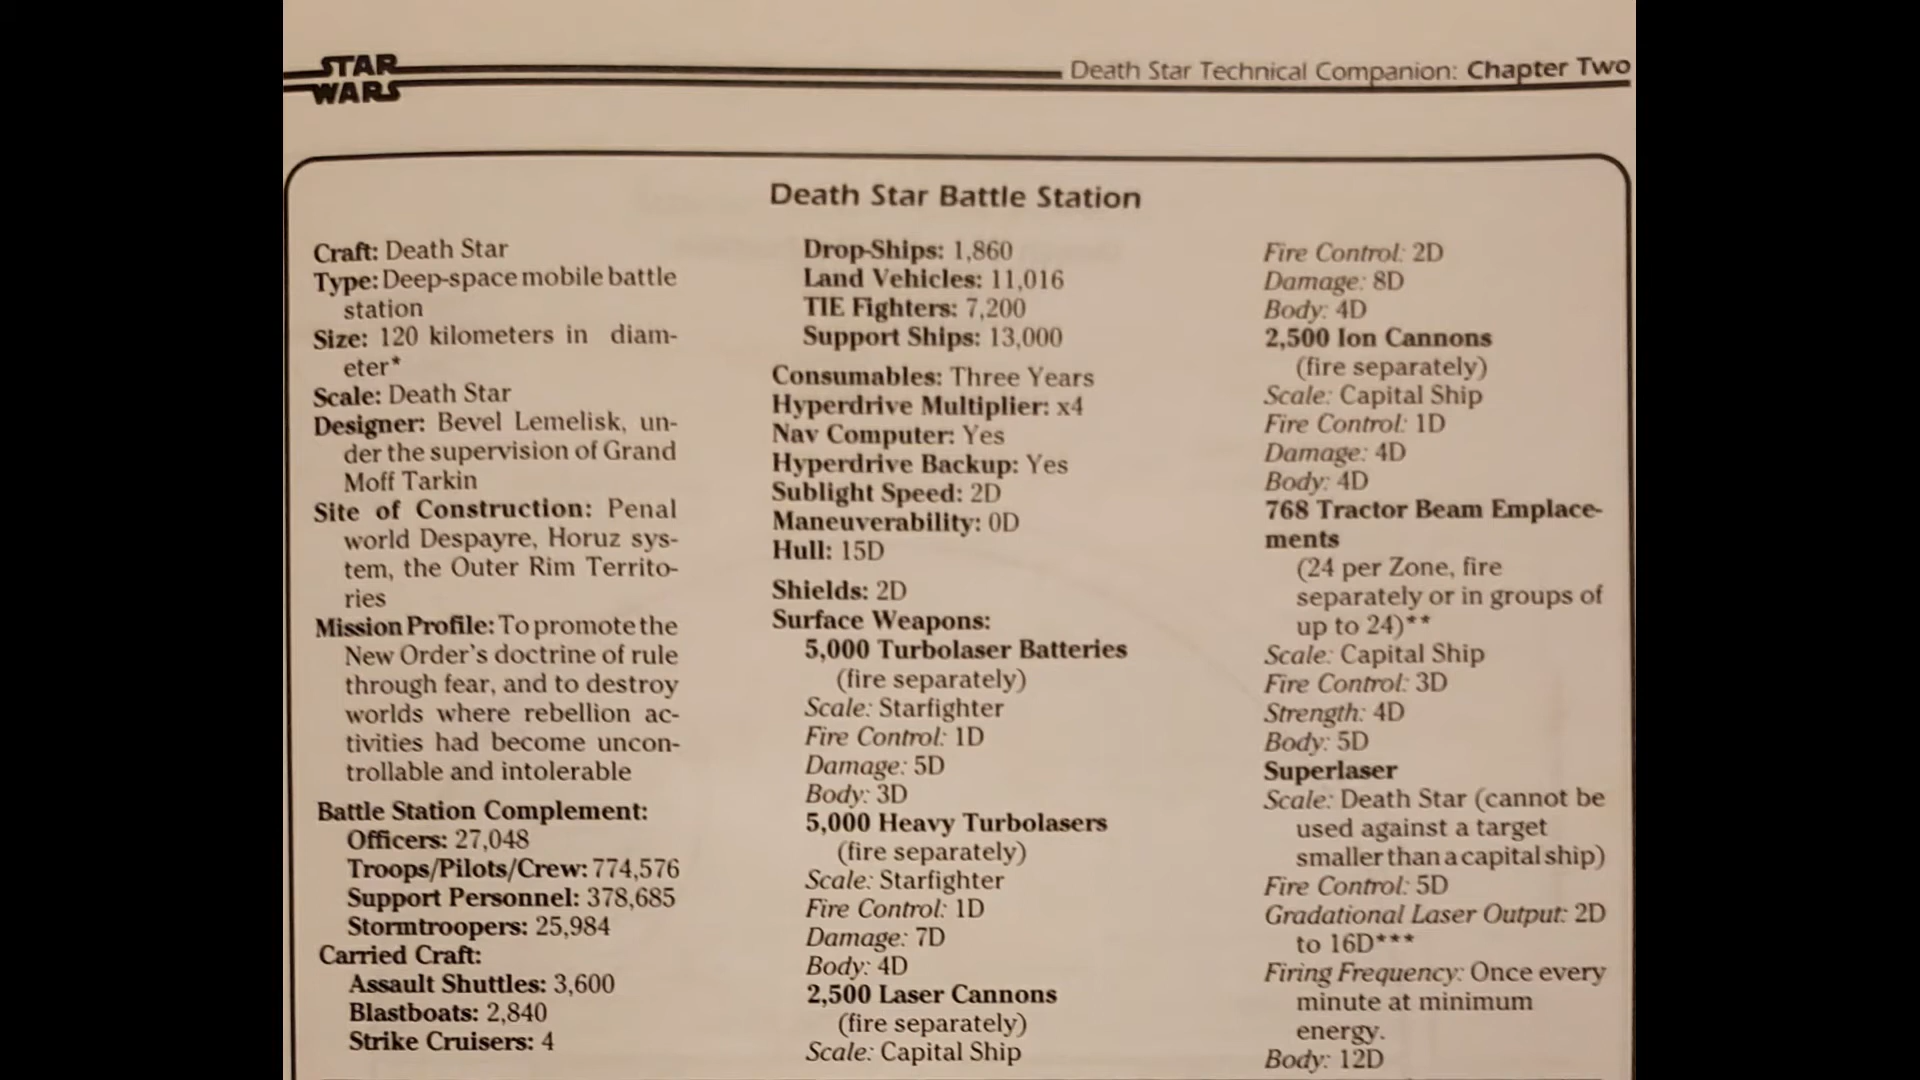 STAR
WARS
Death Star Technical Companion: Chapter Two
Death Star Battle Station
Craft: Death Star
Type: Deep-space mobile battle
station
Size: 120 kilometers in diam-
eter*
Scale: Death Star
Designer: Bevel Lemelisk, un-
der the supervision of Grand
Moff Tarkin
Site of Construction: Penal
world Despayre, Horuz sys-
tem, the Outer Rim Territo-
ries
Mission Profile: To promote the
New Order's doctrine of rule
through fear, and to destroy
worlds where rebellion ac-
tivities had become uncon-
trollable and intolerable
Battle Station Complement:
Officers: 27,048
Troops/Pilots/Crew: 774,576
Support Personnel: 378,685
Stormtroopers: 25,984
Carried Craft:
Assault Shuttles: 3,600
Blastboats: 2,840
Strike Cruisers: 4
Drop-Ships: 1,860
Land Vehicles: 11,016
TIE Fighters: 7,200
Support Ships: 13,000
Consumables: Three Years
Hyperdrive Multiplier: x4
Nav Computer: Yes
Hyperdrive Backup: Yes
Sublight Speed: 2D
Maneuverability: 0D
Hull: 15D
Shields: 2D
Surface Weapons:
5,000 Turbolaser Batteries
(fire separately)
Scale: Starfighter
Fire Control: 1D
Damage: 5D
Body: 3D
5,000 Heavy Turbolasers
(fire separately)
Scale: Starfighter
Fire Control: 1D
Damage: 7D
Body: 4D
2,500 Laser Cannons
(fire separately)
Scale: Capital Ship
Fire Control: 2D
Damage: 8D
Body: 4D
2,500 Ion Cannons
(fire separately)
Scale: Capital Ship
Fire Control: 1D
Damage: 4D
Body: 4D
768 Tractor Beam Emplace-
ments
(24 per Zone, fire
separately or in groups of
up to 24)**
Scale: Capital Ship
Fire Control: 3D
Strength: 4D
Body: 5D
Superlaser
Scale: Death Star (cannot be
used against a target
smaller than a capital ship)
Fire Control: 5D
Gradational Laser Output: 2D
to 16D***
Firing Frequency: Once every
minute at minimum
energy.
Body: 12D